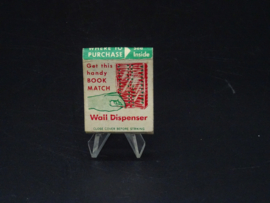 WHERE TO
PURCHASE
See
Inside
Get this
handy
BOOK
MATCH
Wall Dispenser
CLOSE COVER BEFORE STRIKING